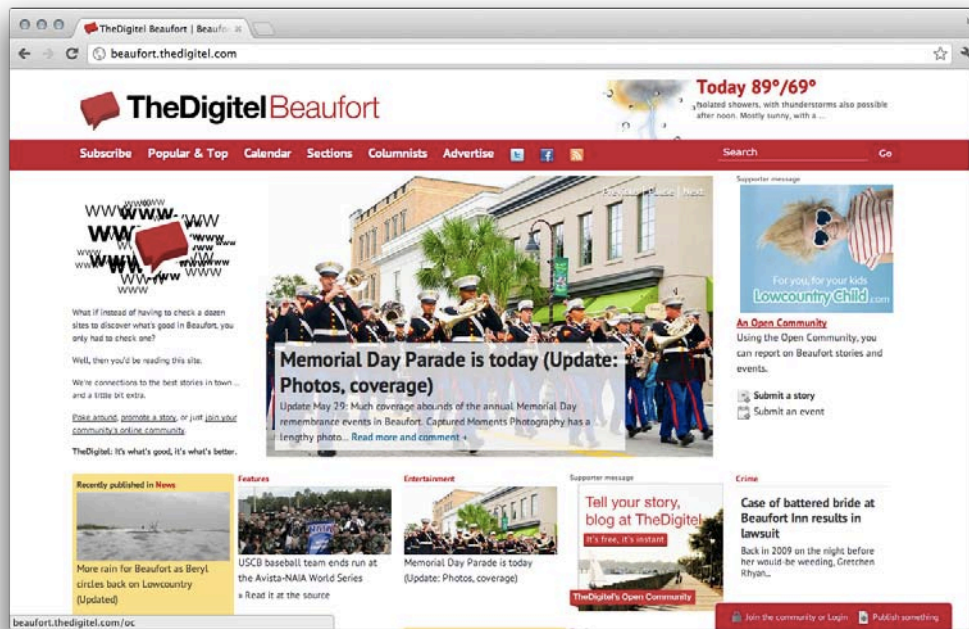 TheDigitel Beaufort | Beaufo
beaufort.thedigitel.com
TheDigitelBeaufort
Today 89°/69°
Isolated showers, with thunderstorms also possible
after noon. Mostly sunny, with a ...
Subscribe Popular & Top Calendar Sections Columnists Advertise
Search Go
www
What if instead of having to check a dozen
sites to discover what's good in Beaufort, you
only had to check one?
Well, then you'd be reading this site.
We're connections to the best stories in town ...
and a little bit extra.
Poke around, promote a story, or just join your
community's online community.
TheDigitel: It's what's good, it's what's better.
Previous | Pause | Next
Memorial Day Parade is today (Update:
Photos, coverage)
Update May 29: Much coverage abounds of the annual Memorial Day
remembrance events in Beaufort. Captured Moments Photography has a
lengthy photo... Read more and comment
Supporter message
For you, for your kids
Lowcountry Child.com
An Open Community
Using the Open Community, you
can report on Beaufort stories and
events.
Submit a story
Submit an event
Recently published in News
More rain for Beaufort as Beryl
circles back on Lowcountry
(Updated)
Features
USCB baseball team ends run at
the Avista-NAIA World Series
» Read it at the source
Entertainment
Memorial Day Parade is today
(Update: Photos, coverage)
Supporter message
Tell your story,
blog at TheDigitel
It's free, it's instant
TheDigitel's Open Community
Crime
Case of battered bride at
Beaufort Inn results in
lawsuit
Back in 2009 on the night before
her would-be weeding, Gretchen
Rhyan...
Join the community or Login Publish something
beaufort.thedigitel.com/oc